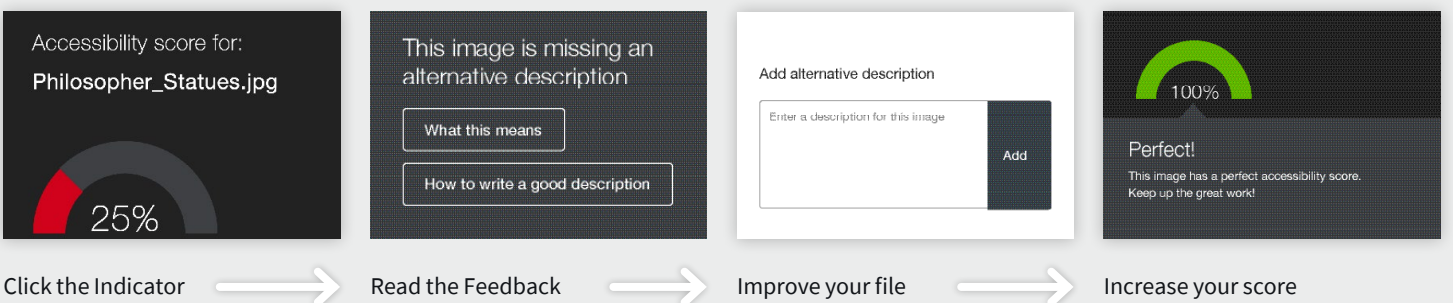 Accessibility score for:
Philosopher_Statues.jpg
25%
Click the Indicator
This image is missing an
alternative description
What this means
How to write a good description
Read the Feedback
Add alternative description
Enter a description for this image
Add
Improve your file
100%
Perfect!
This image has a perfect accessibility score.
Keep up the great work!
Increase your score